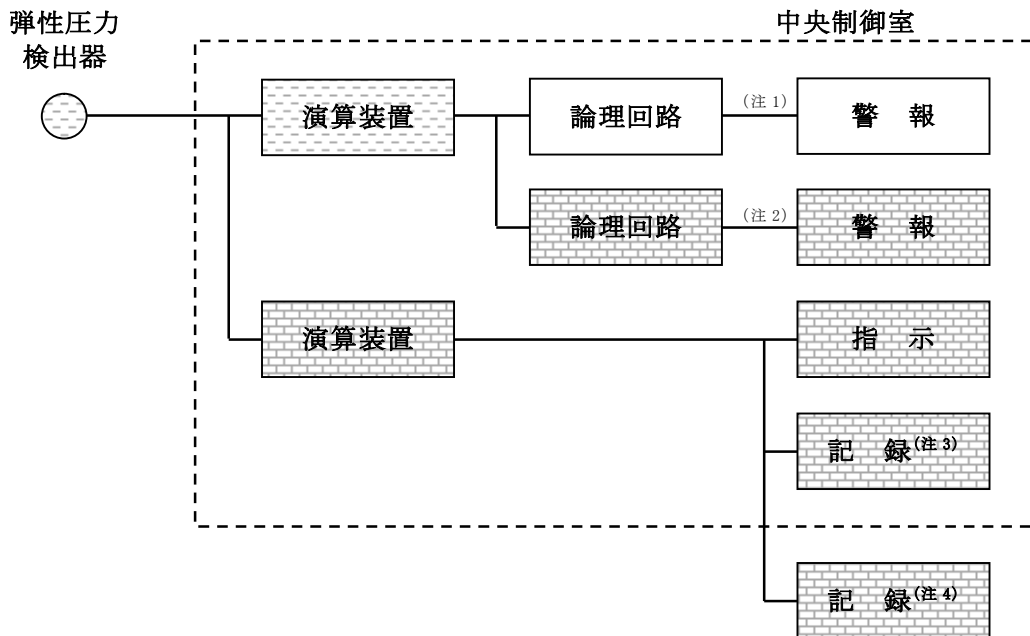 弾性圧力
検出器
中央制御室
演算装置
論理回路
(注 1)
警 報
論理回路
(注 2)
警 報
演算装置
指 示
記 録(注 3)
記 録(注 4)